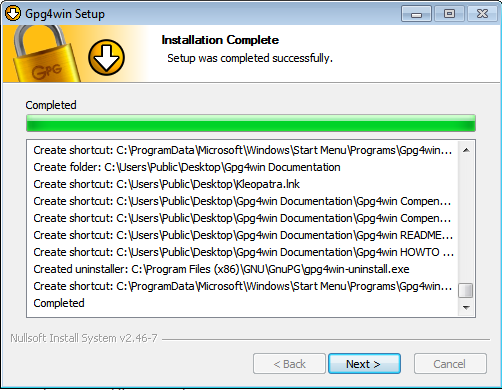 Gpg4win Setup
GPG
Installation Complete
Setup was completed successfully.
Completed
Create shortcut: C:\ProgramData\Microsoft\Windows\Start Menu\Programs\Gpg4win...
Create folder: C:\Users\Public\Desktop\Gpg4win Documentation
Create shortcut: C:\Users\Public\Desktop\Kleopatra.lnk
Create shortcut: C:\Users\Public\Desktop\Gpg4win Documentation\Gpg4win Compen...
Create shortcut: C:\Users\Public\Desktop\Gpg4win Documentation\Gpg4win Compen...
Create shortcut: C:\Users\Public\Desktop\Gpg4win Documentation\Gpg4win README...
Create shortcut: C:\Users\Public\Desktop\Gpg4win Documentation\Gpg4win HOWTO ...
Created uninstaller: C:\Program Files (x86)\GNU\GnuPG\gpg4win-uninstall.exe
Create shortcut: C:\ProgramData\Microsoft\Windows\Start Menu\Programs\Gpg4win...
Completed
Nullsoft Install System v2.46-7
< Back Next > Cancel